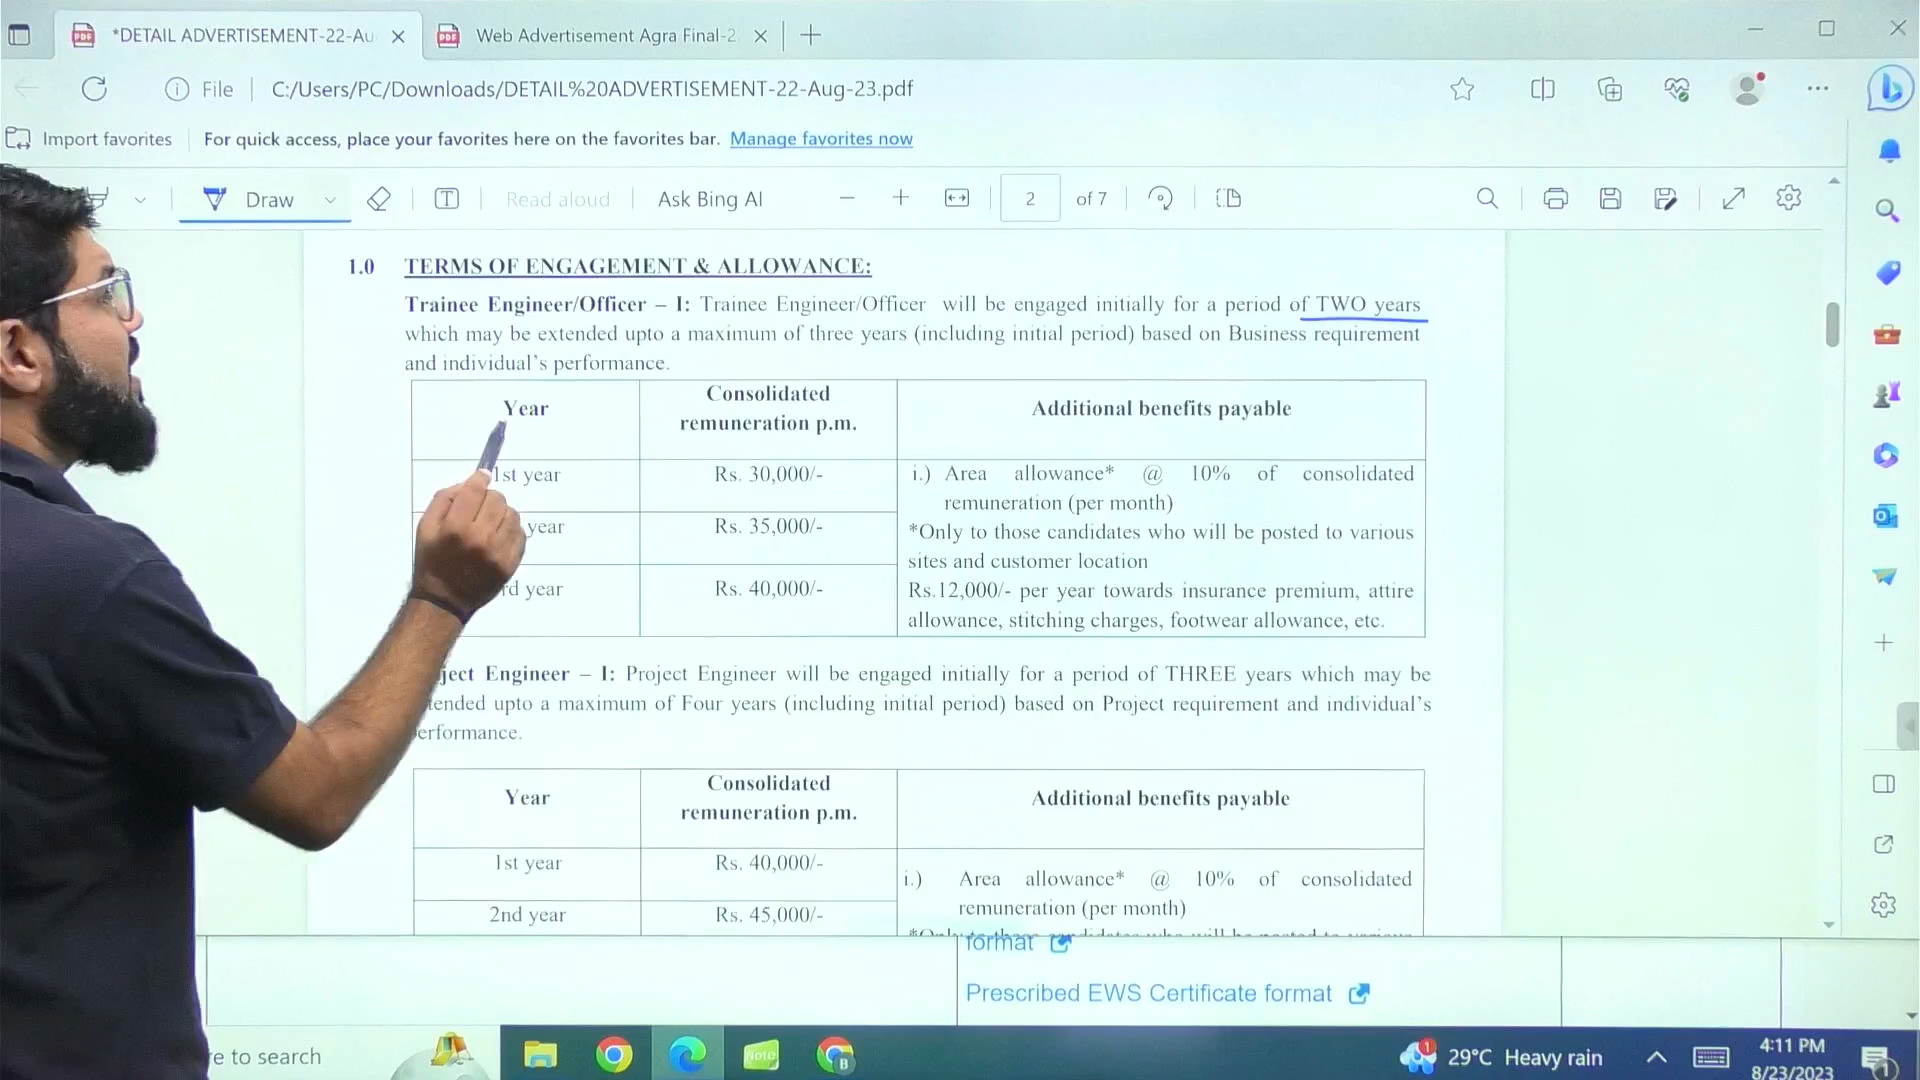 *DETAIL ADVERTISEMENT-22-Au
Web Advertisement Agra Final-2
File
C:/Users/PC/Downloads/DETAIL%20ADVERTISEMENT-22-Aug-23.pdf
Import favorites
For quick access, place your favorites here on the favorites bar. Manage favorites now
Draw
Read aloud
Ask Bing AI
2 of 7
1.0 TERMS OF ENGAGEMENT & ALLOWANCE:
Trainee Engineer/Officer – I: Trainee Engineer/Officer will be engaged initially for a period of TWO years
which may be extended upto a maximum of three years (including initial period) based on Business requirement
and individual's performance.
Year
Consolidated
remuneration p.m.
Additional benefits payable
1st year
Rs. 30,000/-
i.) Area allowance* @ 10% of consolidated
remuneration (per month)
year
Rs. 35,000/-
*Only to those candidates who will be posted to various
sites and customer location
rd year
Rs. 40,000/-
Rs.12,000/- per year towards insurance premium, attire
allowance, stitching charges, footwear allowance, etc.
ject Engineer – I: Project Engineer will be engaged initially for a period of THREE years which may be
tended upto a maximum of Four years (including initial period) based on Project requirement and individual's
erformance.
Year
Consolidated
remuneration p.m.
Additional benefits payable
1st year
Rs. 40,000/-
i.) Area allowance* @ 10% of consolidated
remuneration (per month)
2nd year
Rs. 45,000/-
format
Prescribed EWS Certificate format
re to search
Note
B
1
29°C Heavy rain
4:11 PM
8/23/2023
1